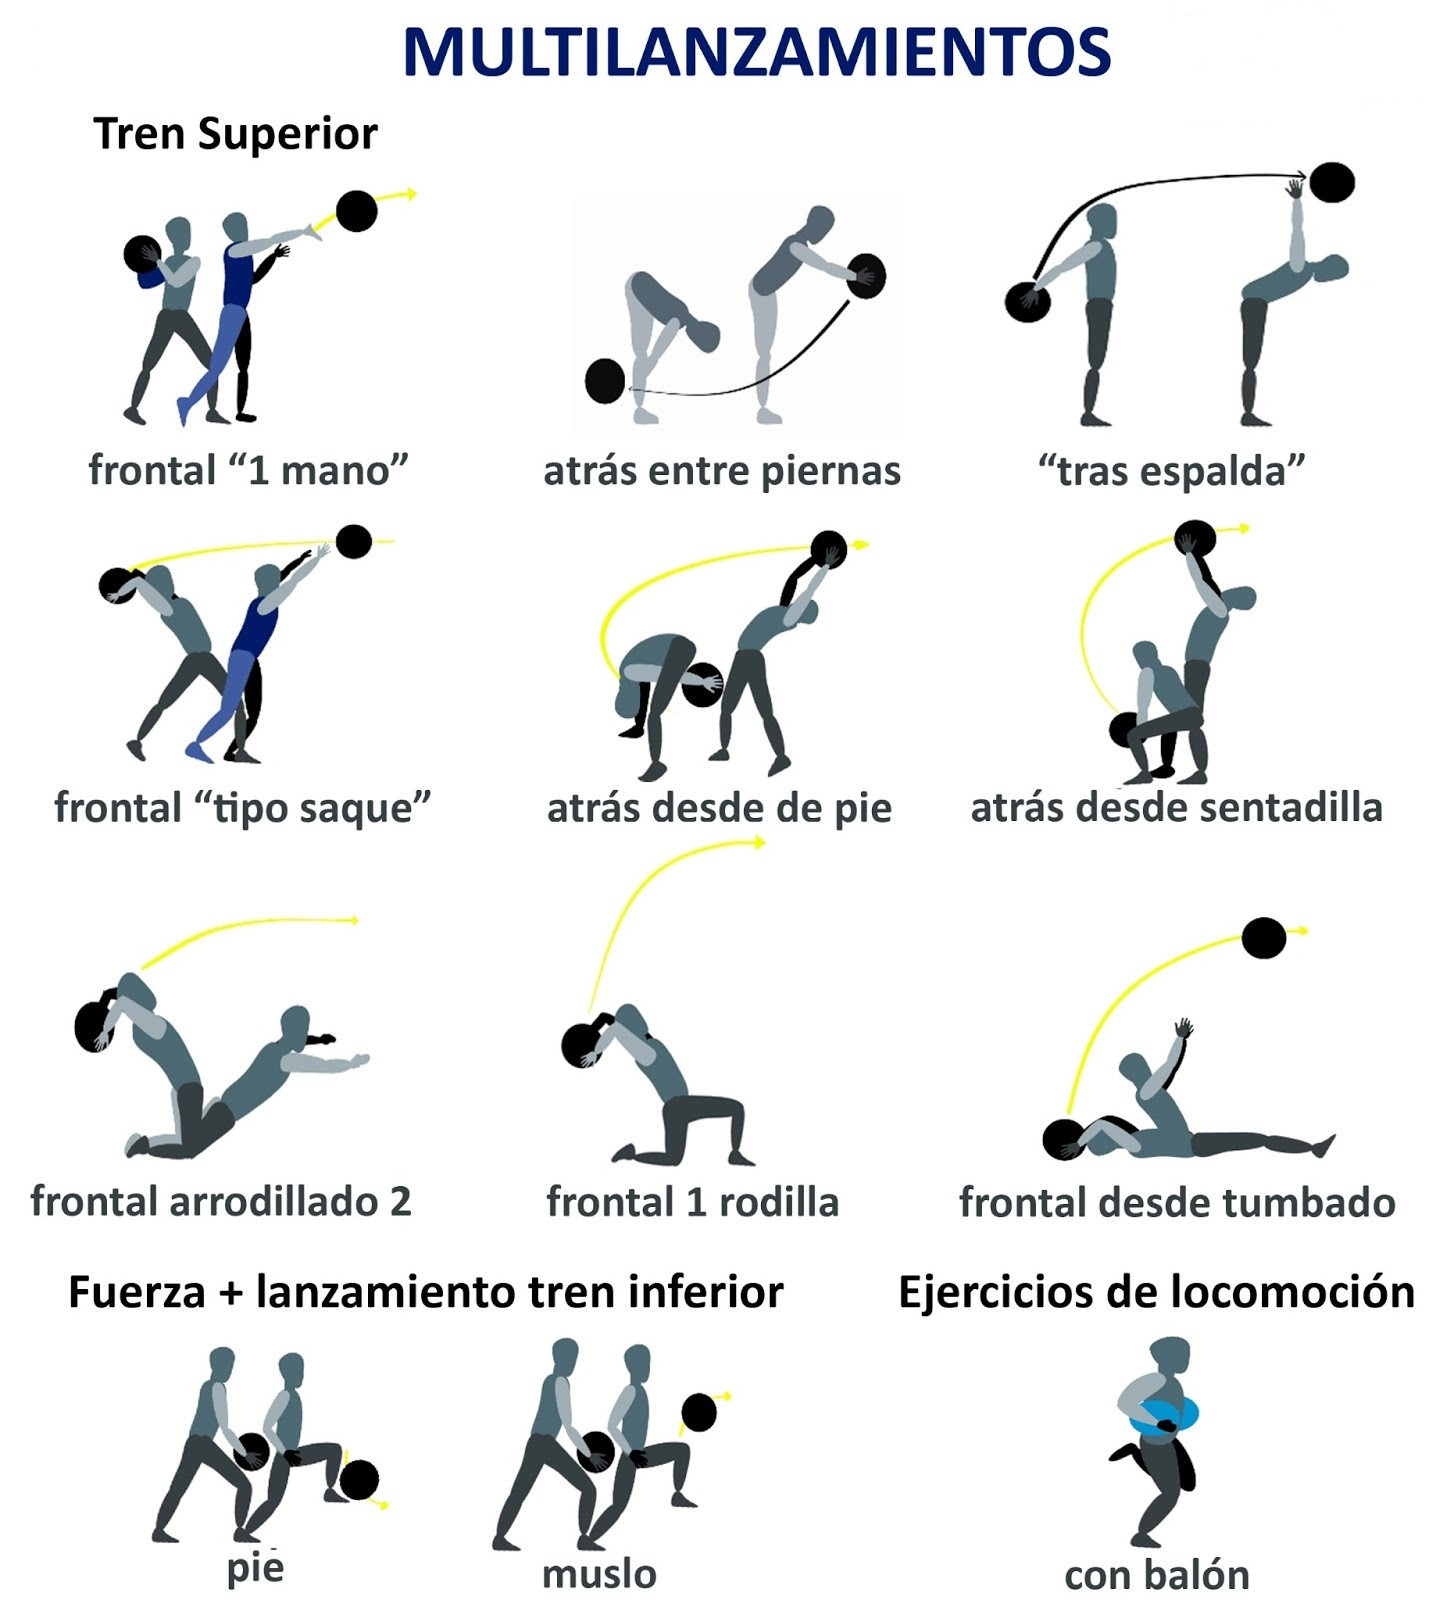 MULTILANZAMIENTOS
Tren Superior
frontal “1 mano”
atrás entre piernas
“tras espalda”
frontal “tipo saque”
atrás desde de pie
atrás desde sentadilla
frontal arrodillado 2
frontal 1 rodilla
frontal desde tumbado
Fuerza + lanzamiento tren inferior
Ejercicios de locomoción
pie
muslo
con balón